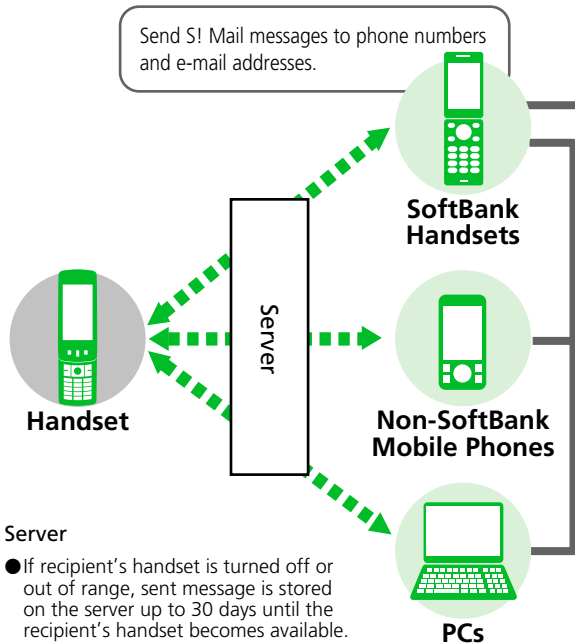 Send S! Mail messages to phone numbers
and e-mail addresses.
SoftBank
Handsets
Server
Handset
Non-SoftBank
Mobile Phones
Server
●If recipient's handset is turned off or
out of range, sent message is stored
on the server up to 30 days until the
recipient's handset becomes available.
PCs